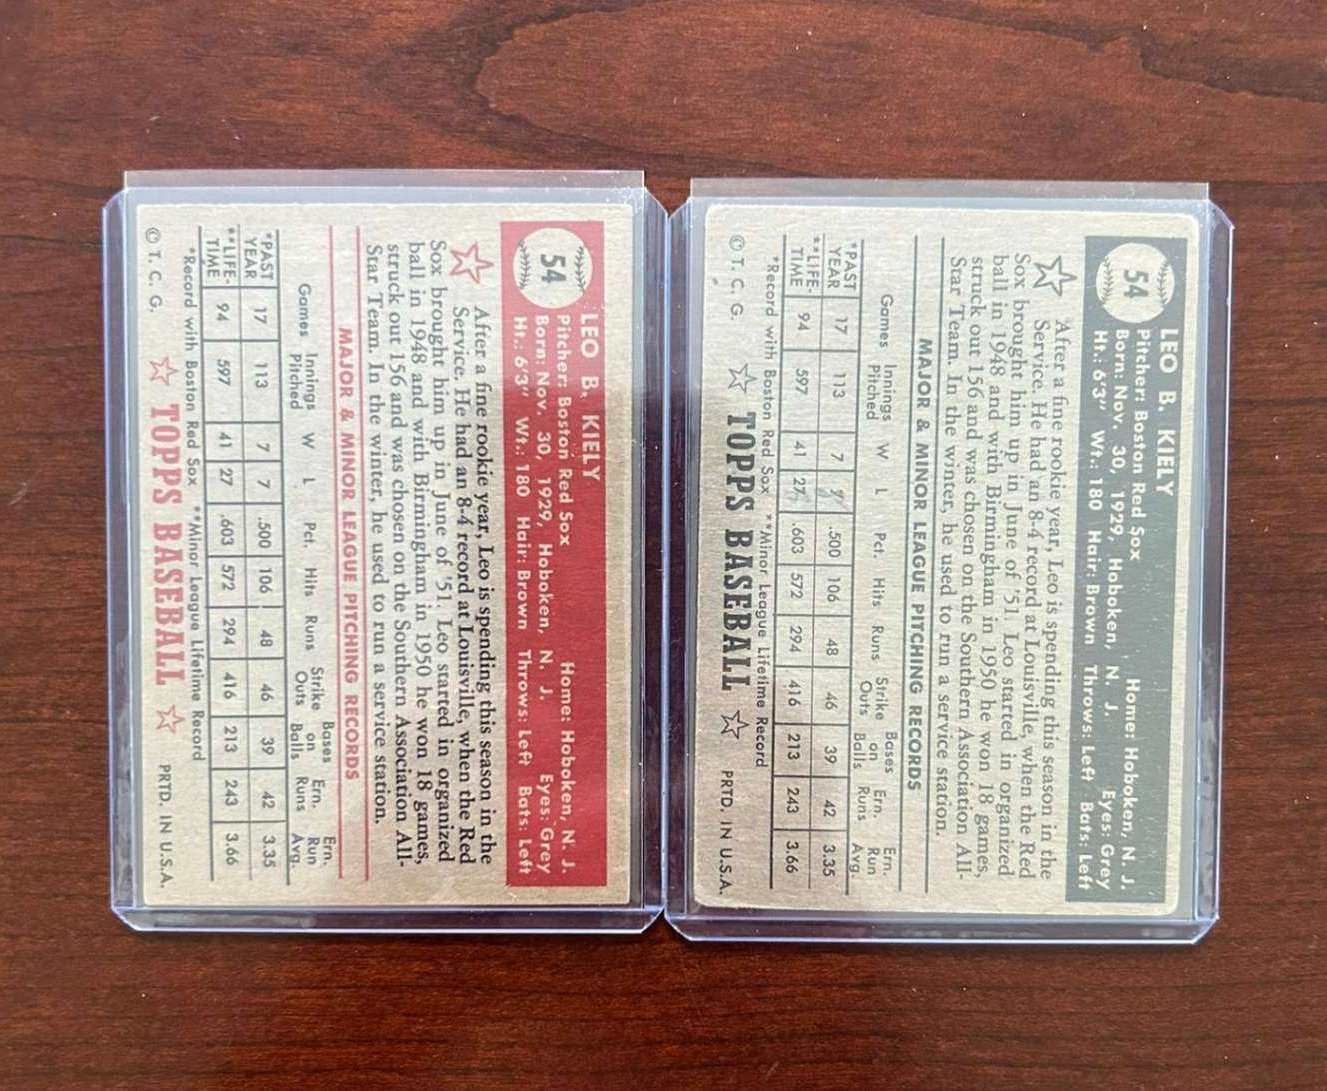 LEO B. KIELY
54
Pitcher: Boston Red Sox Home: Hoboken, N. J.
Born: Nov. 30, 1929, Hoboken, N. J. Eyes: Grey
Ht.: 6'3" Wt.: 180 Hair: Brown Throws: Left Bats: Left
After a fine rookie year, Leo is spending this season in the
Service. He had an 8-4 record at Louisville, when the Red
Sox brought him up in June of '51. Leo started in organized
ball in 1948 and with Birmingham in 1950 he won 18 games,
struck out 156 and was chosen on the Southern Association All-
Star Team. In the winter, he used to run a service station.
MAJOR & MINOR LEAGUE PITCHING RECORDS
Bases Ern.
Innings Strike on Ern. Run
Games Pitched W L Pct. Hits Runs Outs Balls Runs Avg.
*PAST YEAR 17 113 7 7 .500 106 48 46 39 42 3.35
**LIFE-TIME 94 597 41 27 .603 572 294 416 213 243 3.66
*Record with Boston Red Sox **Minor League Lifetime Record
© T. C. G. TOPPS BASEBALL PRTD. IN U.S.A.
LEO B. KIELY
54
Pitcher: Boston Red Sox Home: Hoboken, N. J.
Born: Nov. 30, 1929, Hoboken, N. J. Eyes: Grey
Ht.: 6'3" Wt.: 180 Hair: Brown Throws: Left Bats: Left
After a fine rookie year, Leo is spending this season in the
Service. He had an 8-4 record at Louisville, when the Red
Sox brought him up in June of '51. Leo started in organized
ball in 1948 and with Birmingham in 1950 he won 18 games,
struck out 156 and was chosen on the Southern Association All-
Star Team. In the winter, he used to run a service station.
MAJOR & MINOR LEAGUE PITCHING RECORDS
Bases Ern.
Innings Strike on Ern. Run
Games Pitched W L Pct. Hits Runs Outs Balls Runs Avg.
*PAST YEAR 17 113 7 7 .500 106 48 46 39 42 3.35
**LIFE-TIME 94 597 41 27 .603 572 294 416 213 243 3.66
*Record with Boston Red Sox **Minor League Lifetime Record
© T. C. G. TOPPS BASEBALL PRTD. IN U.S.A.